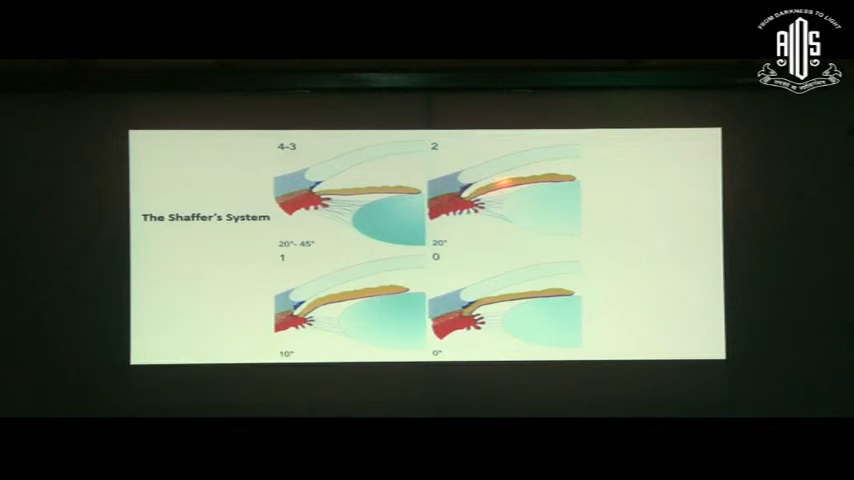 FROM DARKNESS TO LIGHT
AIOS
The Shaffer's System
4-3
20°- 45°
2
20°
1
10°
0
0°